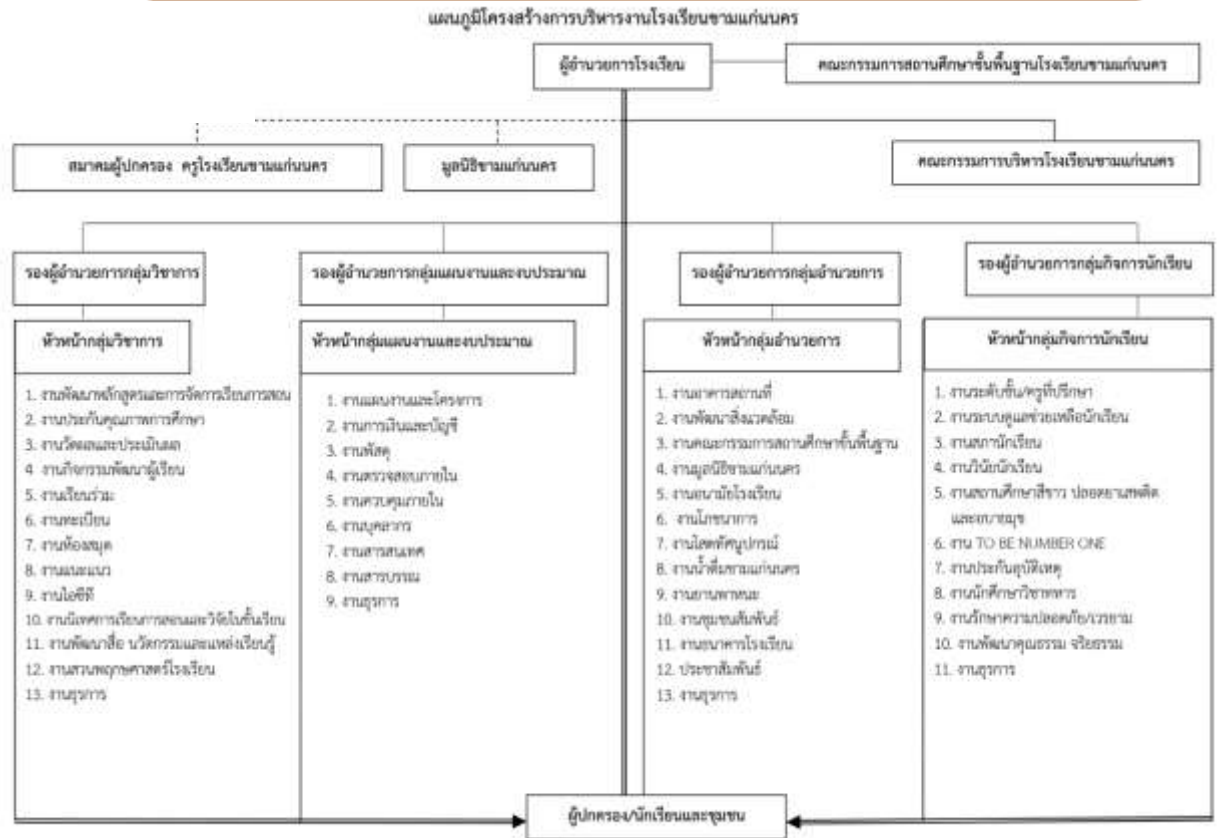 แผนภูมิโครงสร้างการบริหารงานโรงเรียนขามแก่นนคร
ผู้อำนวยการโรงเรียน
คณะกรรมการสถานศึกษาขั้นพื้นฐานโรงเรียนขามแก่นนคร
สมาคมผู้ปกครอง ครูโรงเรียนขามแก่นนคร
มูลนิธิขามแก่นนคร
คณะกรรมการบริหารโรงเรียนขามแก่นนคร
รองผู้อำนวยการกลุ่มวิชาการ
รองผู้อำนวยการกลุ่มแผนงานและงบประมาณ
รองผู้อำนวยการกลุ่มอำนวยการ
รองผู้อำนวยการกลุ่มกิจการนักเรียน
หัวหน้ากลุ่มวิชาการ
1. งานพัฒนาหลักสูตรและการจัดการเรียนการสอน
2. งานประกันคุณภาพการศึกษา
3. งานวัดผลและประเมินผล
4 งานกิจกรรมพัฒนาผู้เรียน
5. งานเรียนร่วม
6. งานทะเบียน
7. งานห้องสมุด
8. งานแนะแนว
9. งานไอซีที
10. งานนิเทศการเรียนการสอนและวิจัยในชั้นเรียน
11. งานพัฒนาสื่อ นวัตกรรมและแหล่งเรียนรู้
12. งานสวนพฤกษศาสตร์โรงเรียน
13. งานธุรการ
หัวหน้ากลุ่มแผนงานและงบประมาณ
1. งานแผนงานและโครงการ
2. งานการเงินและบัญชี
3. งานพัสดุ
4. งานตรวจสอบภายใน
5. งานควบคุมภายใน
6. งานบุคลากร
7. งานสารสนเทศ
8. งานสารบรรณ
9. งานธุรการ
หัวหน้ากลุ่มอำนวยการ
1. งานอาคารสถานที่
2. งานพัฒนาสิ่งแวดล้อม
3. งานคณะกรรมการสถานศึกษาขั้นพื้นฐาน
4. งานมูลนิธิขามแก่นนคร
5. งานอนามัยโรงเรียน
6. งานโภชนาการ
7. งานโสตทัศนูปกรณ์
8. งานน้ำดื่มขามแก่นนคร
9. งานยานพาหนะ
10. งานชุมชนสัมพันธ์
11. งานธนาคารโรงเรียน
12. ประชาสัมพันธ์
13. งานธุรการ
หัวหน้ากลุ่มกิจการนักเรียน
1. งานระดับชั้น/ครูที่ปรึกษา
2. งานระบบดูแลช่วยเหลือนักเรียน
3. งานสภานักเรียน
4. งานวินัยนักเรียน
5. งานสถานศึกษาสีขาว ปลอดยาเสพติด
และอบายมุข
6. งาน TO BE NUMBER ONE
7. งานประกันอุบัติเหตุ
8. งานนักศึกษาวิชาทหาร
9. งานรักษาความปลอดภัย/เวรยาม
10. งานพัฒนาคุณธรรม จริยธรรม
11. งานธุรการ
ผู้ปกครอง/นักเรียนและชุมชน